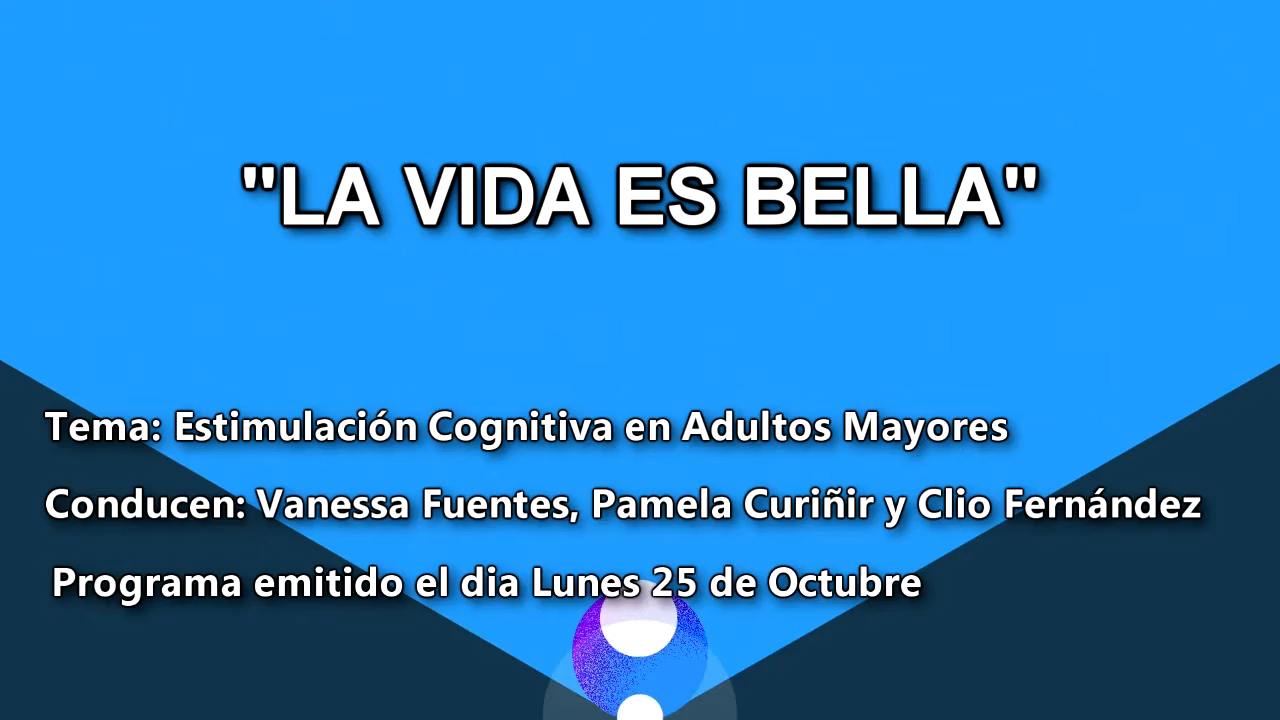 "LA VIDA ES BELLA"
Tema: Estimulación Cognitiva en Adultos Mayores
Conducen: Vanessa Fuentes, Pamela Curiñir y Clio Fernández
Programa emitido el dia Lunes 25 de Octubre